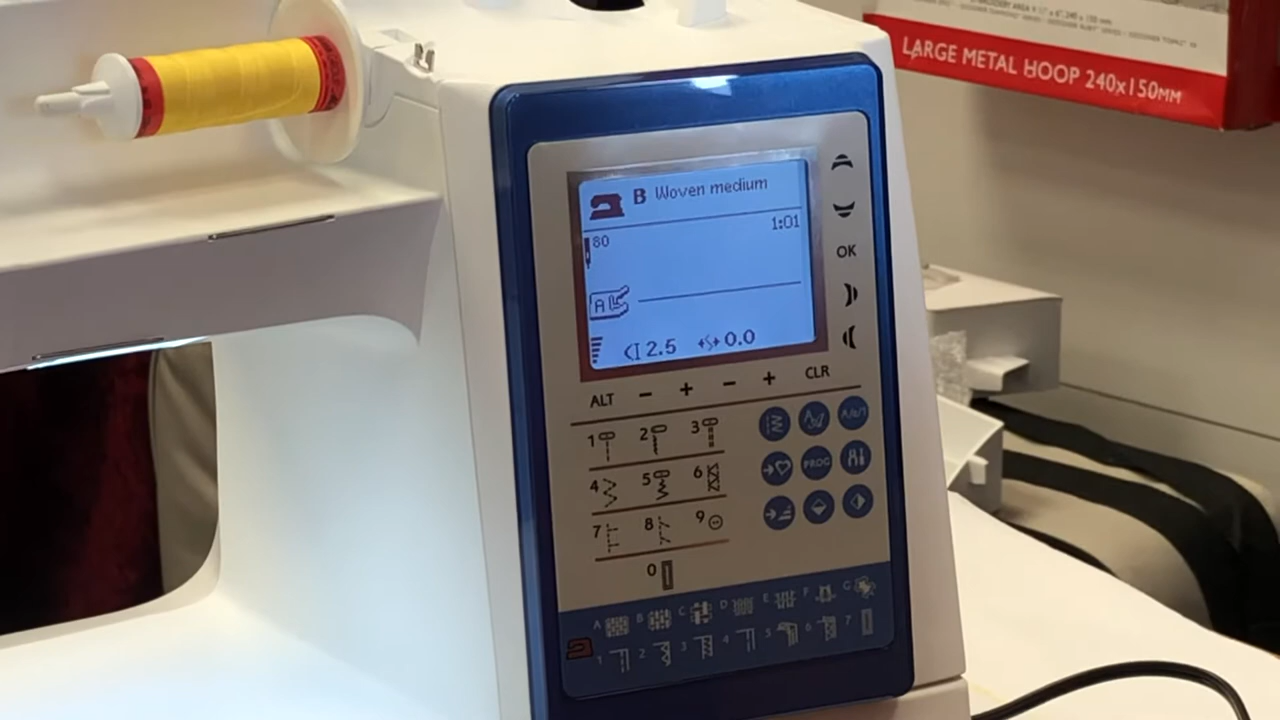 LARGE METAL HOOP 240x150MM
B Woven medium
1:01
80
A
2.5 0.0
OK
ALT − + − + CLR
1 2 3
4 5 6
PROG
7 8 9
0
A B C D E F G
1 2 3 4 5 6 7